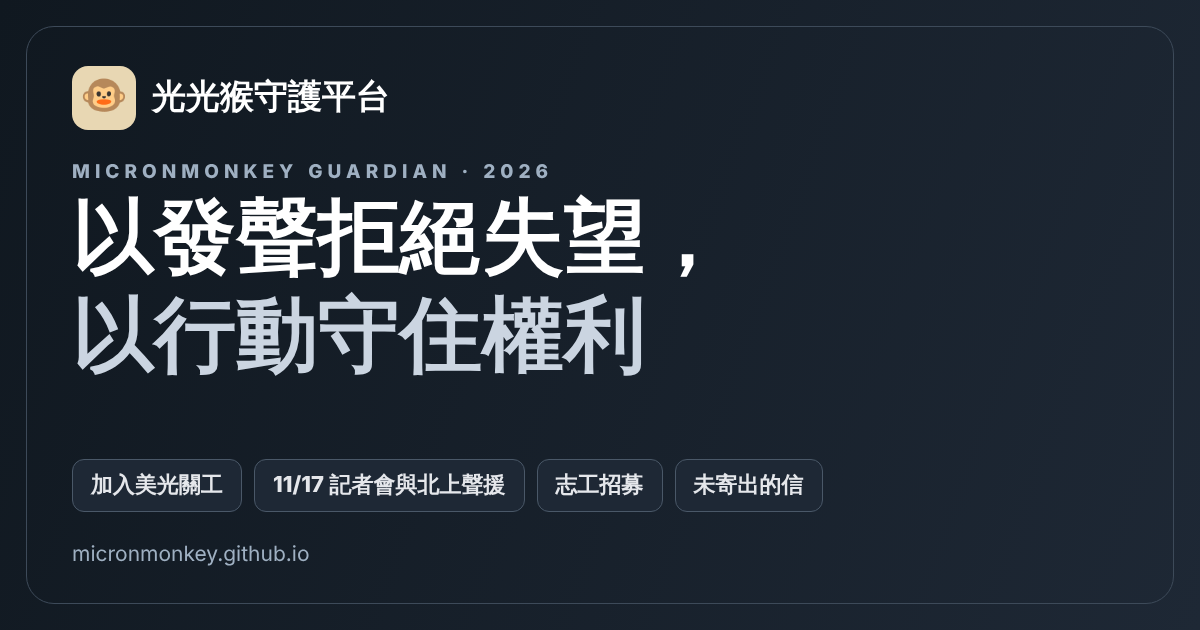 光光猴守護平台
MICRONMONKEY GUARDIAN · 2026
以發聲拒絕失望，
以行動守住權利
加入美光關工
11/17 記者會與北上聲援
志工招募
未寄出的信
micronmonkey.github.io